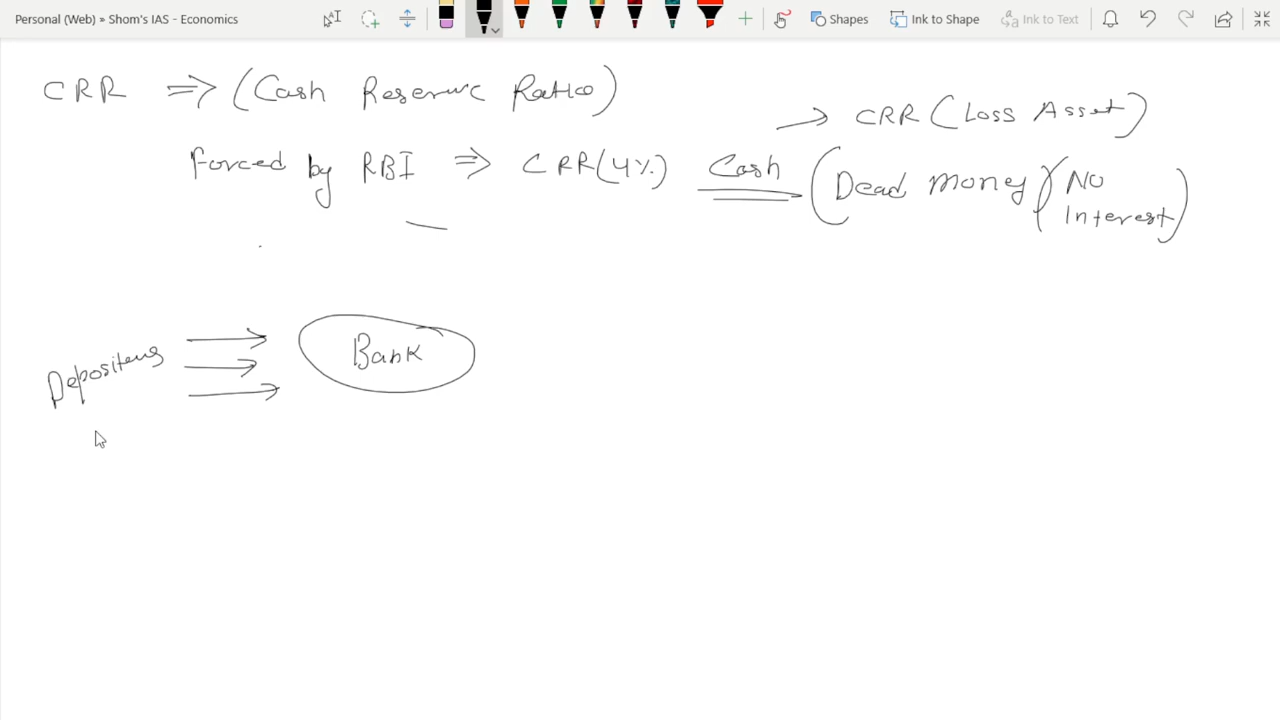 Personal (Web) » Shom's IAS - Economics
Shapes
Ink to Shape
Ink to Text
CRR ⇒ (Cash Reserve Ratio)
→ CRR (Loss Asset)
Forced by RBI ⇒ CRR(4%) Cash (Dead Money) (No Interest)
Depositers
Bank